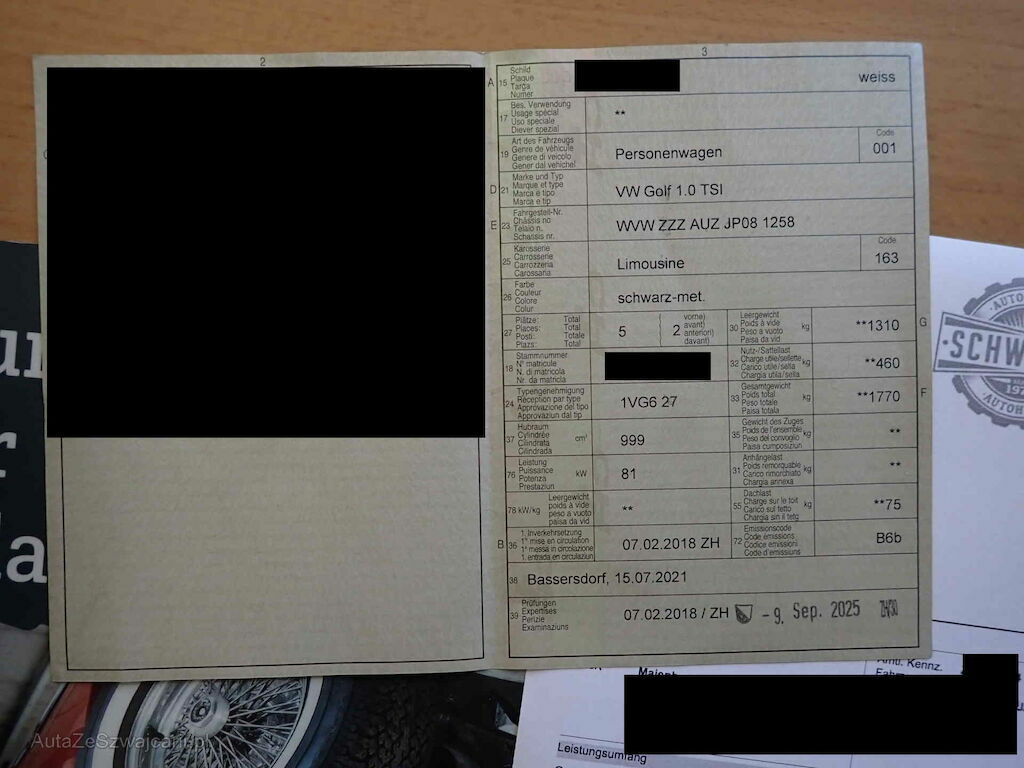 2
3
A 15 Schild
Plaque
Targa
Numer
weiss
17 Bes. Verwendung
Usage spécial
Uso speciale
Diever spezial
**
19 Art des Fahrzeugs
Genre de véhicule
Genere di veicolo
Gener dal vehichel
Personenwagen
Code
001
D 21 Marke und Typ
Marque et type
Marca e tipo
Marca e tip
VW Golf 1.0 TSI
E 23 Fahrgestell-Nr.
Châssis no
Telaio n.
Schassis nr.
WVW ZZZ AUZ JP08 1258
25 Karosserie
Carrosserie
Carrozzeria
Carossaria
Limousine
Code
163
26 Farbe
Couleur
Colore
Colur
schwarz-met.
27 Plätze: Total
Places: Total
Posti: Totale
Plazs: Total
5
2
vorne)
avant)
anteriori)
davant)
30 Leergewicht
Poids à vide
Peso a vuoto
Paisa da vid
kg
**1310
G
18 Stammnummer
N° matricule
N. di matricola
Nr. da matricla
32 Nutz-/Sattellast
Charge utile/sellette
Carico utile/sella
Chargia utila/sella
kg
**460
24 Typengenehmigung
Réception par type
Approvazione del tipo
Approvaziun dal tip
1VG6 27
33 Gesamtgewicht
Poids total
Peso totale
Paisa totala
kg
**1770
F
37 Hubraum
Cylindrée
Cilindrata
Cilindrada
cm³
999
35 Gewicht des Zuges
Poids de l'ensemble
Peso del convoglio
Paisa cumposiziun
kg
**
76 Leistung
Puissance
Potenza
Prestaziun
kW
81
31 Anhängelast
Poids remorquable
Carico rimorchiato
Chargia annexa
kg
**
78 kW/kg
Leergewicht
poids à vide
peso a vuoto
paisa da vid
**
55 Dachlast
Charge sur le toit
Carico sul tetto
Chargia sin il tetg
kg
**75
B 36 1. Inverkehrsetzung
1re mise en circulation
1a messa in circolazione
1. entrada en circulaziun
07.02.2018 ZH
72 Emissionscode
Code émissions
Codice emissioni
Code d'emissiuns
B6b
38 Bassersdorf, 15.07.2021
39 Prüfungen
Expertises
Perizie
Examinaziuns
07.02.2018 / ZH
- 9. Sep. 2025
AUTO
SCHW
AUTO
Amtl. Kennz.
Leistungsumfang
AutaZeSzwajcarii.pl